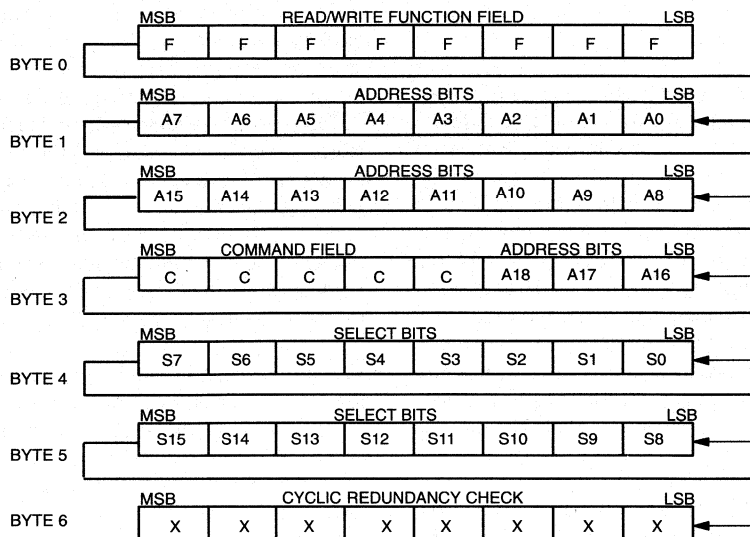 MSB READ/WRITE FUNCTION FIELD LSB
BYTE 0 F F F F F F F F
MSB ADDRESS BITS LSB
BYTE 1 A7 A6 A5 A4 A3 A2 A1 A0
MSB ADDRESS BITS LSB
BYTE 2 A15 A14 A13 A12 A11 A10 A9 A8
MSB COMMAND FIELD ADDRESS BITS LSB
BYTE 3 C C C C C A18 A17 A16
MSB SELECT BITS LSB
BYTE 4 S7 S6 S5 S4 S3 S2 S1 S0
MSB SELECT BITS LSB
BYTE 5 S15 S14 S13 S12 S11 S10 S9 S8
MSB CYCLIC REDUNDANCY CHECK LSB
BYTE 6 X X X X X X X X